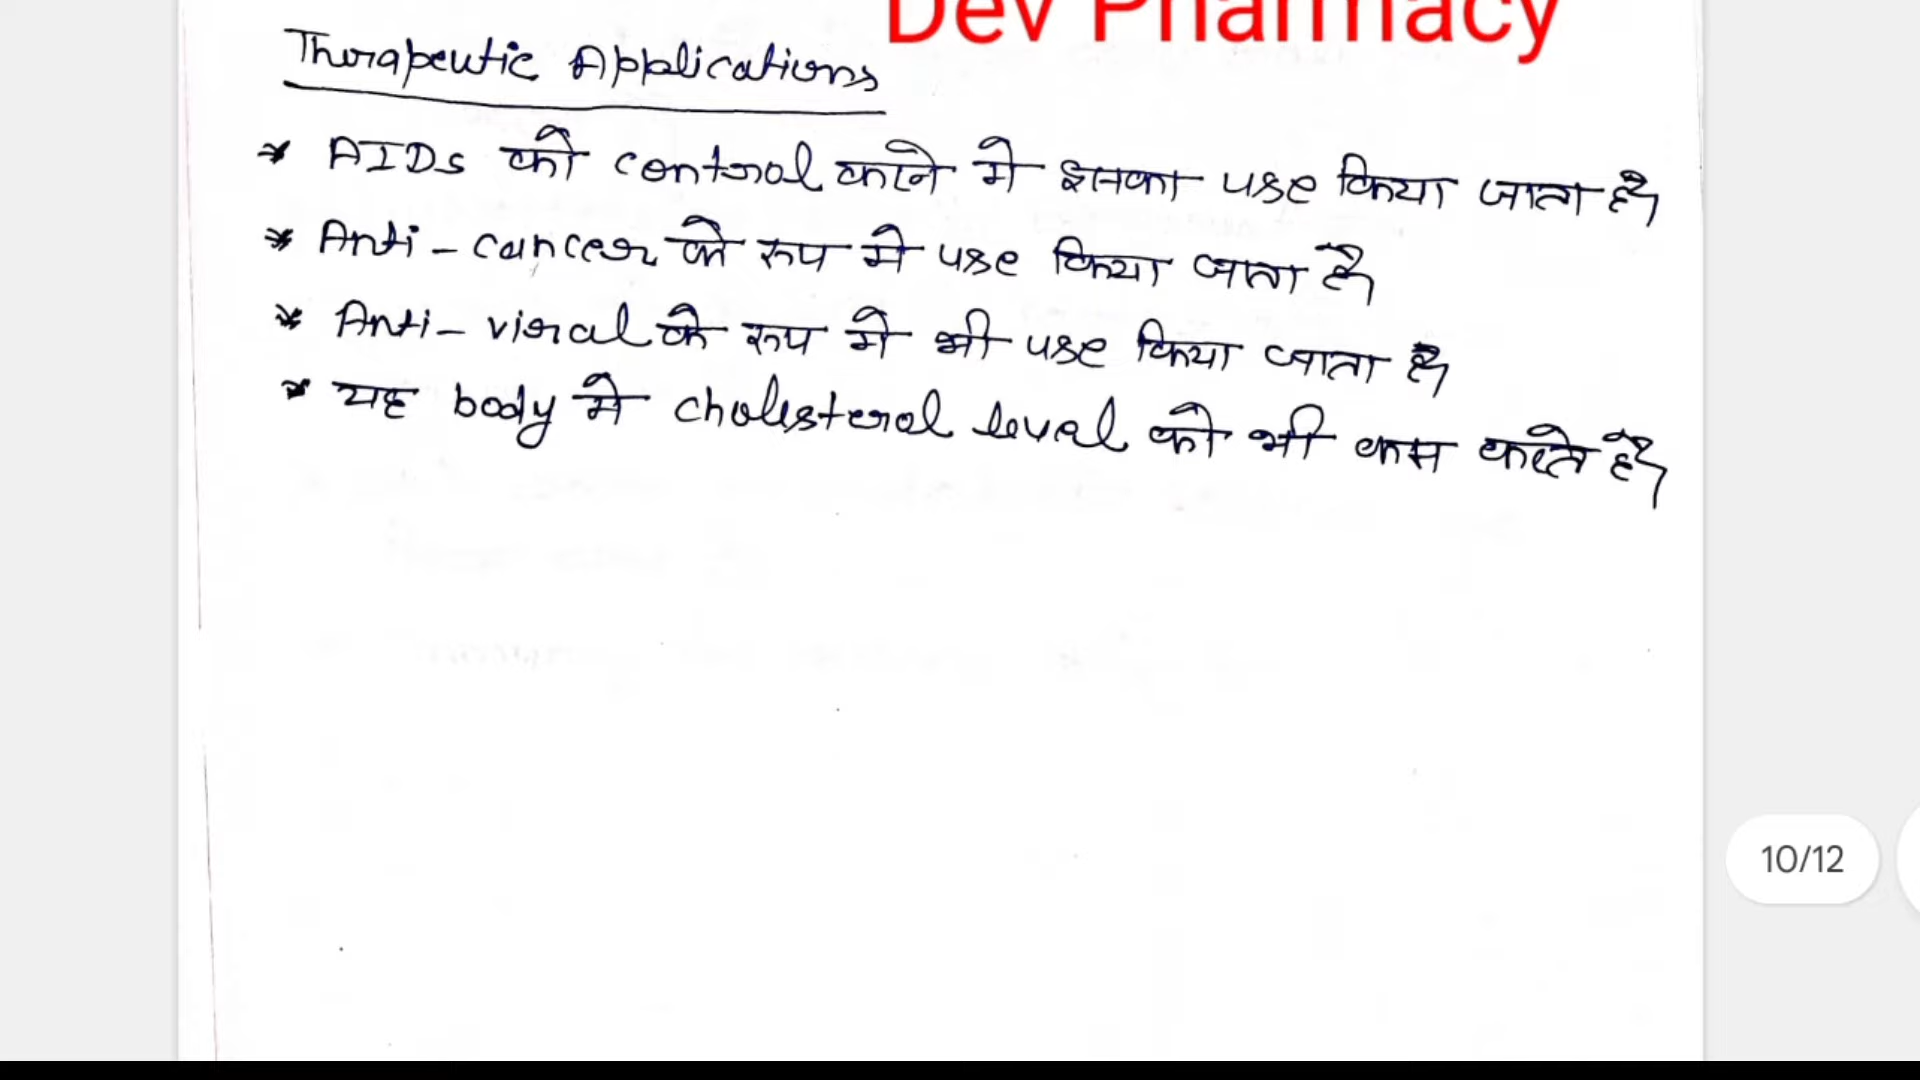 Dev Pharmacy
Therapeutic Applications
* AIDs को control करने में इसका use किया जाता है।
* Anti-cancer के रूप में use किया जाता है।
* Anti-viral के रूप में भी use किया जाता है।
* यह body में cholesterol level को भी कम करते है।
10/12